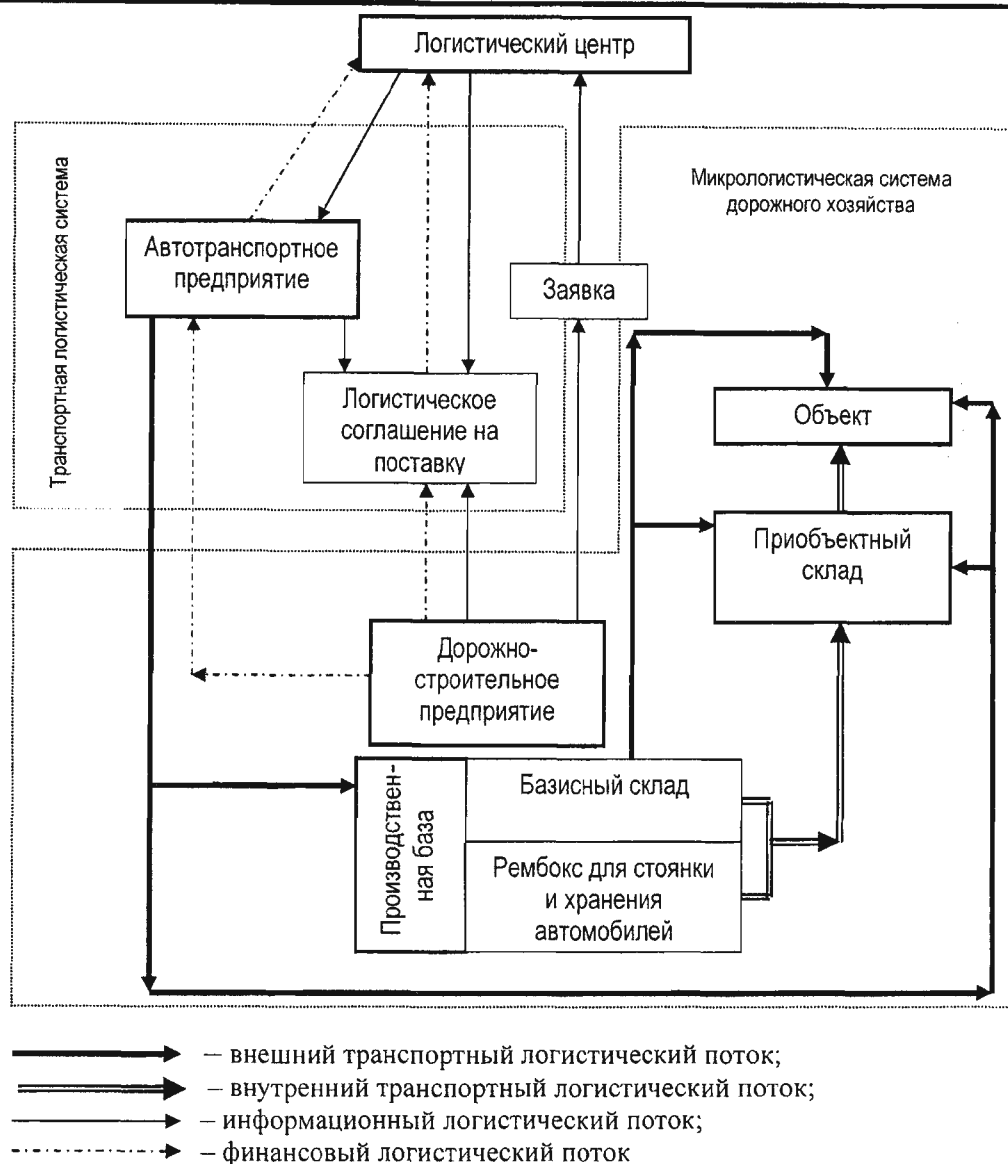 Логистический центр
Транспортная логистическая система
Микрологистическая система
дорожного хозяйства
Автотранспортное
предприятие
Заявка
Логистическое
соглашение на
поставку
Объект
Приобъектный
склад
Дорожно-
строительное
предприятие
Производствен-
ная база
Базисный склад
Рембокс для стоянки
и хранения
автомобилей
– внешний транспортный логистический поток;
– внутренний транспортный логистический поток;
– информационный логистический поток;
– финансовый логистический поток